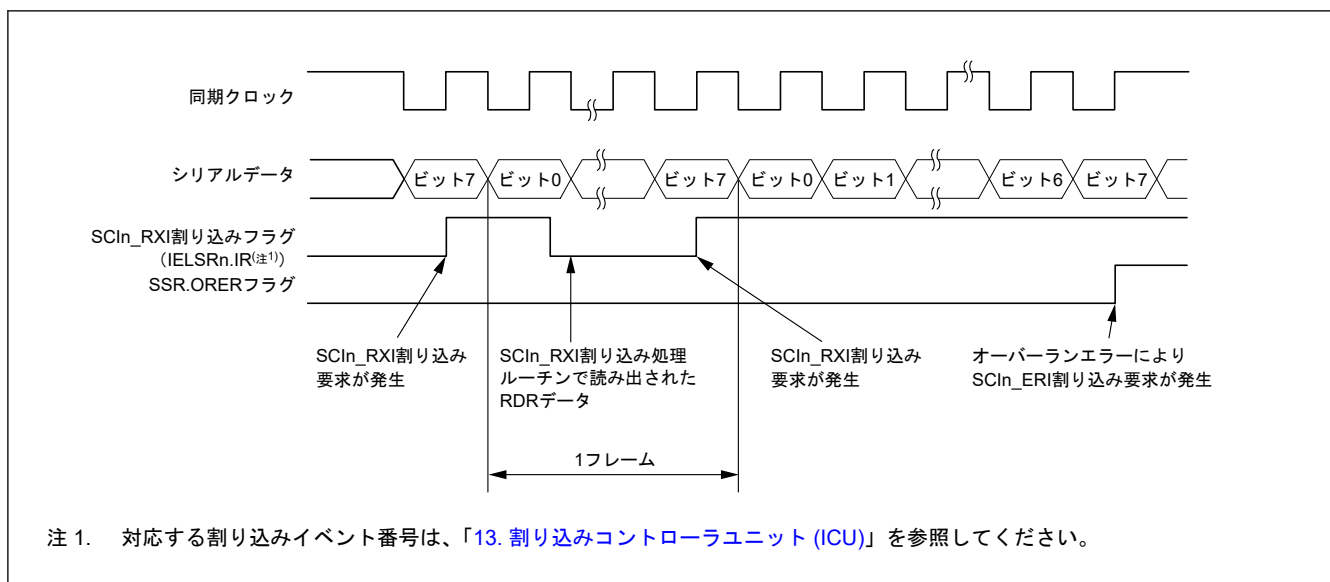 同期クロック
シリアルデータ
ビット7 ビット0 ビット7 ビット0 ビット1 ビット6 ビット7
SCIn_RXI割り込みフラグ
（IELSRn.IR(注1)）
SSR.ORERフラグ
SCIn_RXI割り込み
要求が発生
SCIn_RXI割り込み処理
ルーチンで読み出された
RDRデータ
SCIn_RXI割り込み
要求が発生
オーバーランエラーにより
SCIn_ERI割り込み要求が発生
1フレーム
注 1. 対応する割り込みイベント番号は、「13. 割り込みコントローラユニット (ICU)」を参照してください。